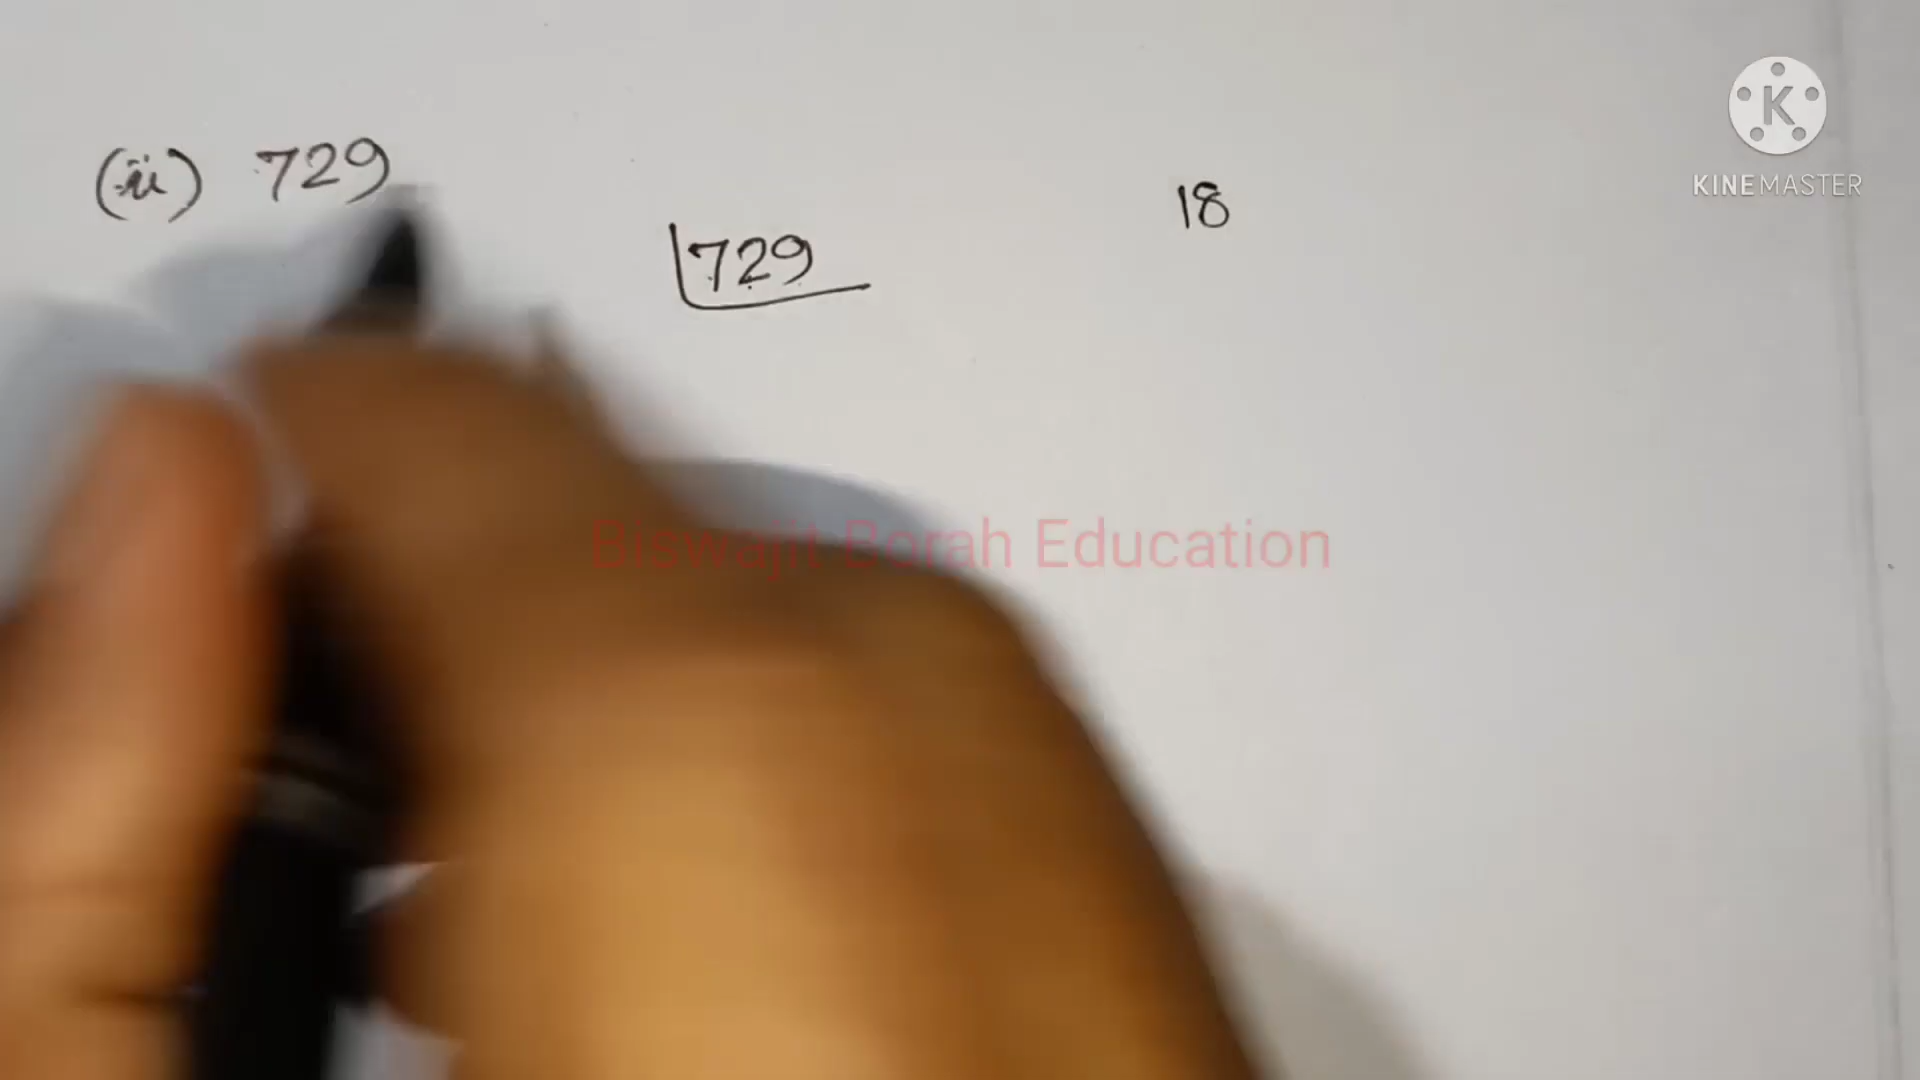 (ii) 729
18
729
K
KINEMASTER
Biswajit Borah Education